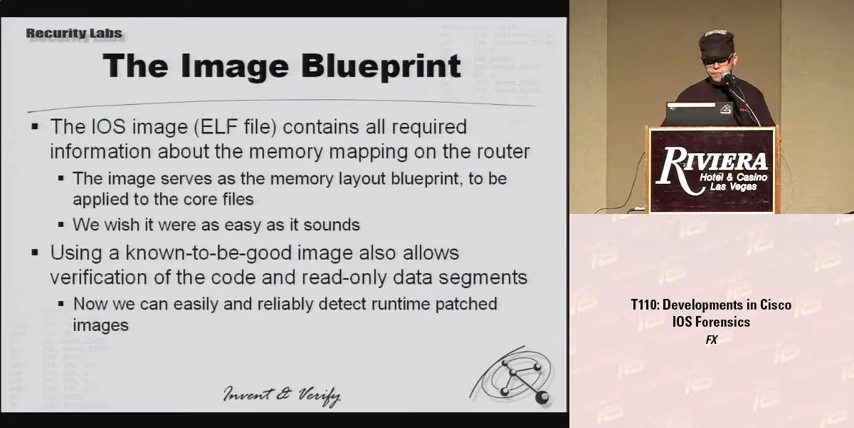 Recurity Labs
The Image Blueprint
▪ The IOS image (ELF file) contains all required
information about the memory mapping on the router
▪ The image serves as the memory layout blueprint, to be
applied to the core files
▪ We wish it were as easy as it sounds
▪ Using a known-to-be-good image also allows
verification of the code and read-only data segments
▪ Now we can easily and reliably detect runtime patched
images
Invent & Verify
RIVIERA
Hotel & Casino
Las Vegas
T110: Developments in Cisco
IOS Forensics
FX